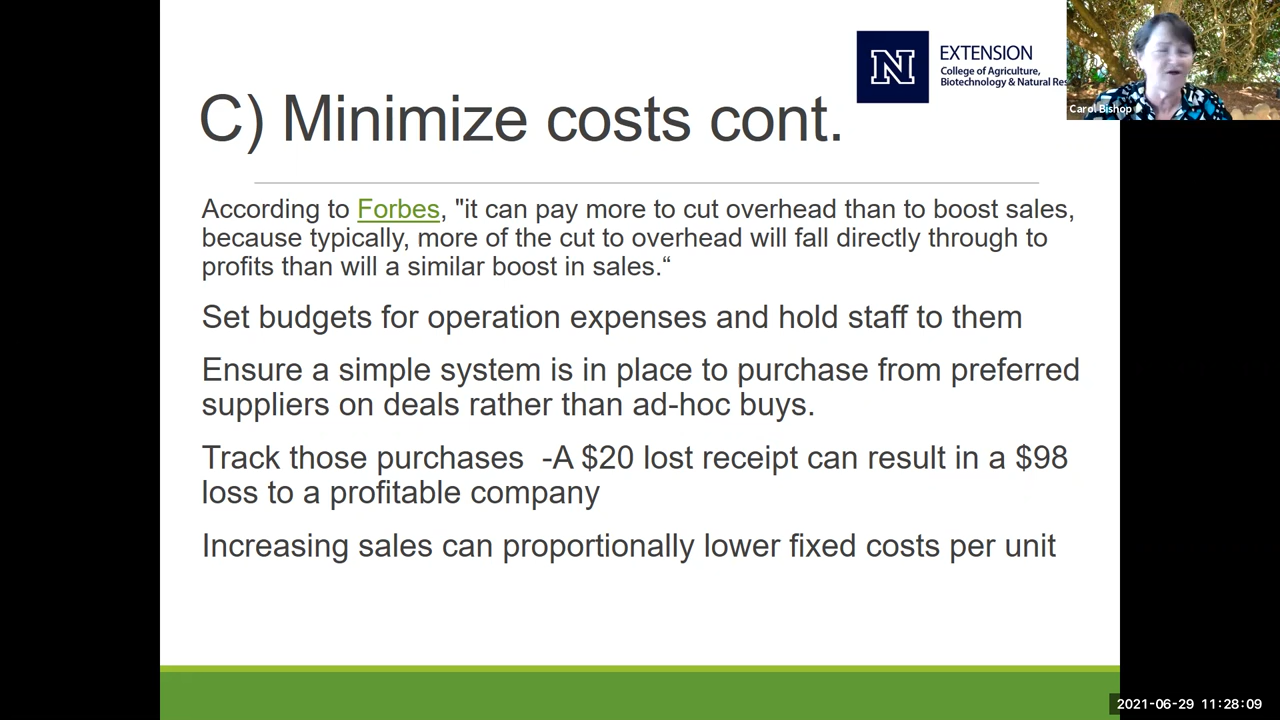 EXTENSION
College of Agriculture,
Biotechnology & Natural Res
Carol Bishop
C) Minimize costs cont.
According to Forbes, "it can pay more to cut overhead than to boost sales,
because typically, more of the cut to overhead will fall directly through to
profits than will a similar boost in sales.“
Set budgets for operation expenses and hold staff to them
Ensure a simple system is in place to purchase from preferred
suppliers on deals rather than ad-hoc buys.
Track those purchases  -A $20 lost receipt can result in a $98
loss to a profitable company
Increasing sales can proportionally lower fixed costs per unit
N
2021-06-29 11:28:09